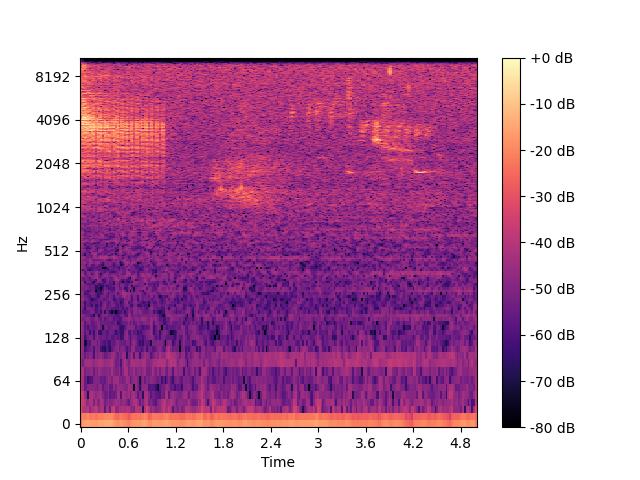 Hz
8192
4096
2048
1024
512
256
128
64
0
0 0.6 1.2 1.8 2.4 3 3.6 4.2 4.8
Time
+0 dB
-10 dB
-20 dB
-30 dB
-40 dB
-50 dB
-60 dB
-70 dB
-80 dB